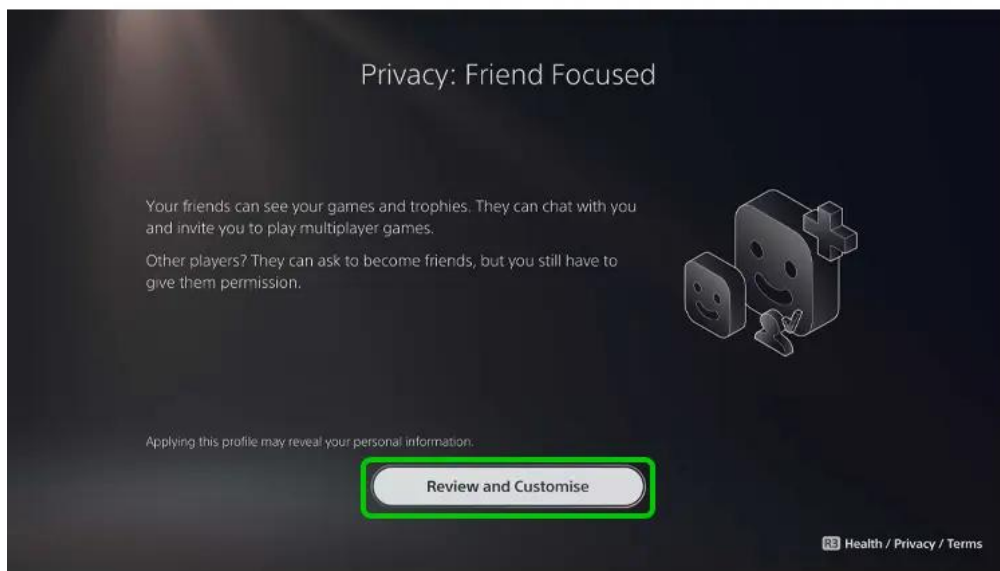 Privacy: Friend Focused
Your friends can see your games and trophies. They can chat with you
and invite you to play multiplayer games.
Other players? They can ask to become friends, but you still have to
give them permission.
Applying this profile may reveal your personal information.
Review and Customise
R3 Health / Privacy / Terms